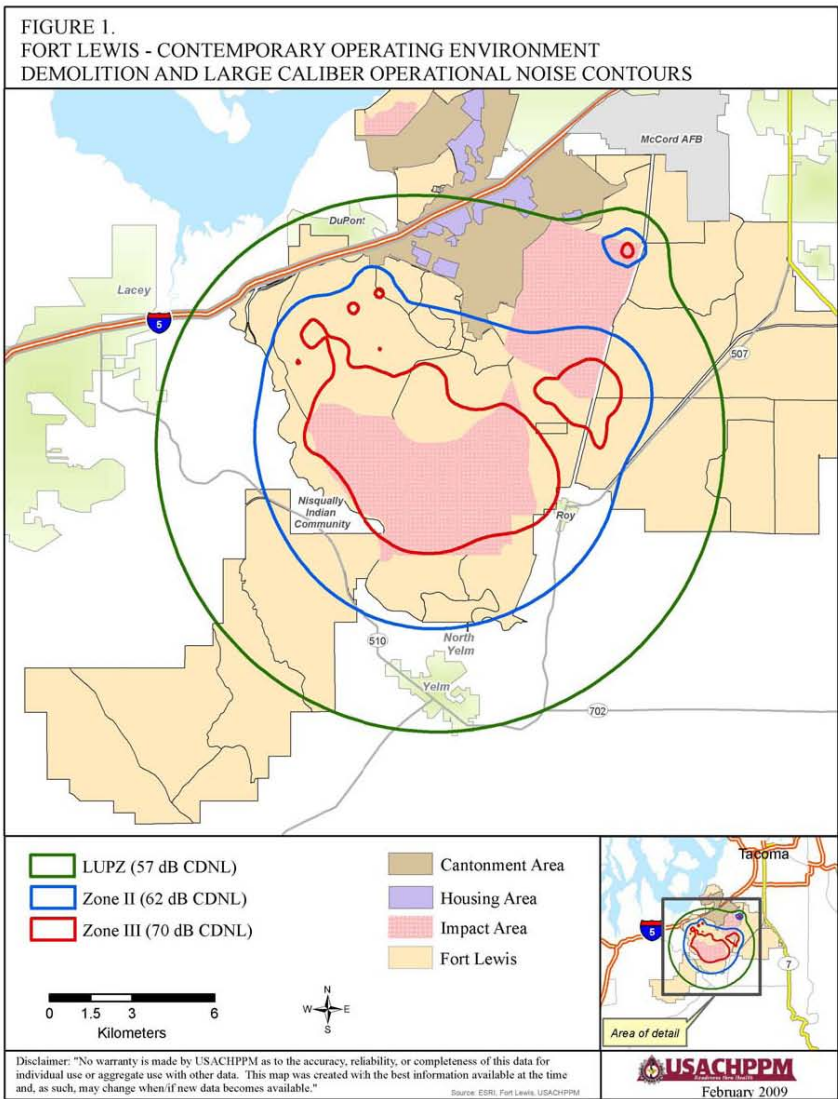 FIGURE 1.
FORT LEWIS - CONTEMPORARY OPERATING ENVIRONMENT
DEMOLITION AND LARGE CALIBER OPERATIONAL NOISE CONTOURS
McCord AFB
DuPont
Lacey
5
507
Nisqually
Indian
Community
Roy
510
North
Yelm
Yelm
702
LUPZ (57 dB CDNL)
Zone II (62 dB CDNL)
Zone III (70 dB CDNL)
Cantonment Area
Housing Area
Impact Area
Fort Lewis
0 1.5 3 6
Kilometers
N
W E
S
Tacoma
5
7
Area of detail
Disclaimer: "No warranty is made by USACHPPM as to the accuracy, reliability, or completeness of this data for
individual use or aggregate use with other data. This map was created with the best information available at the time
and, as such, may change when/if new data becomes available."
Source: ESRI, Fort Lewis, USACHPPM
USACHPPM
Readiness thru Health
February 2009